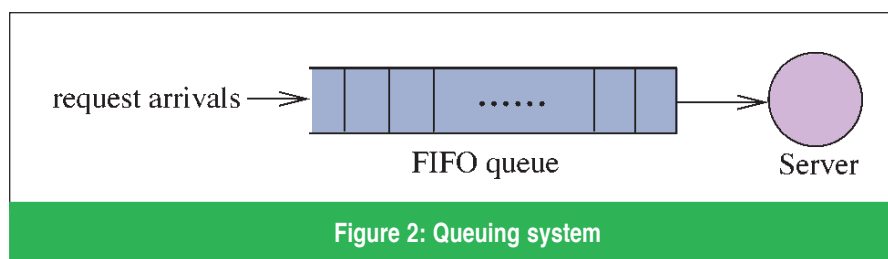 request arrivals
......
FIFO queue
Server
Figure 2: Queuing system